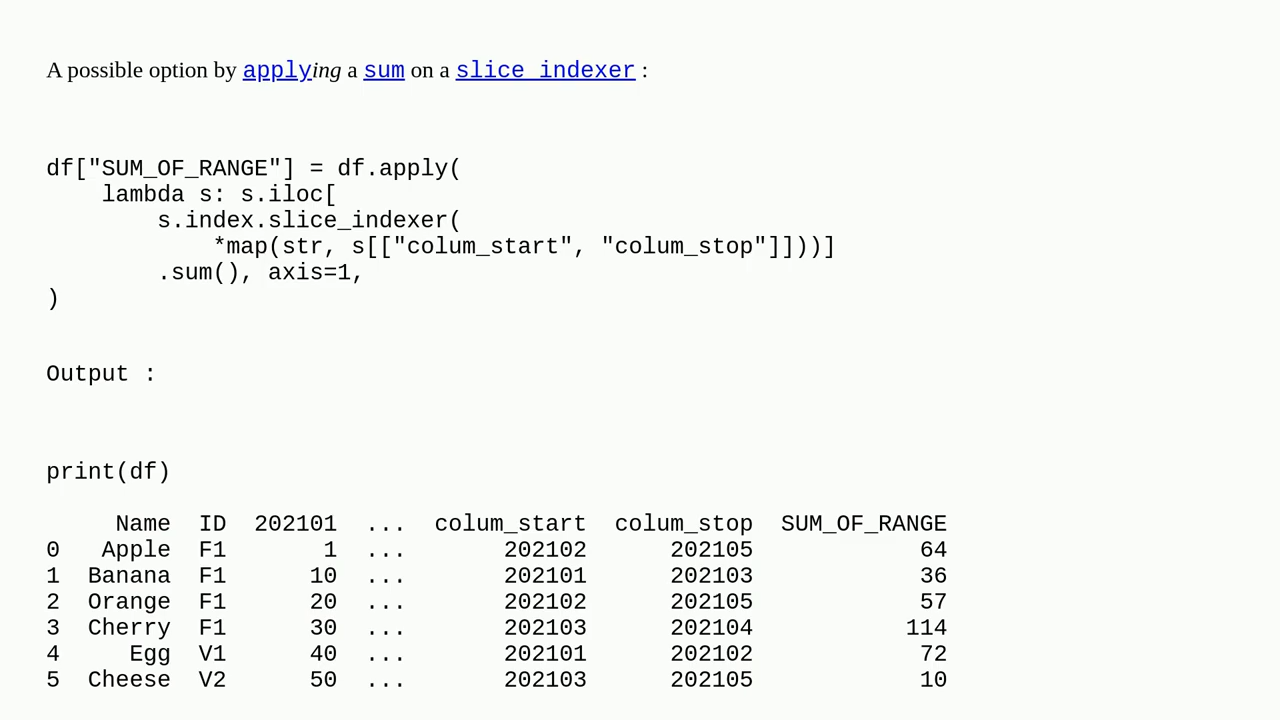 A possible option by applying a sum on a slice_indexer :
df["SUM_OF_RANGE"] = df.apply(
    lambda s: s.iloc[
        s.index.slice_indexer(
            *map(str, s[["colum_start", "colum_stop"]]))]
        .sum(), axis=1,
)
Output :
print(df)
     Name  ID  202101  ...  colum_start  colum_stop  SUM_OF_RANGE
0   Apple  F1       1  ...       202102      202105            64
1  Banana  F1      10  ...       202101      202103            36
2  Orange  F1      20  ...       202102      202105            57
3  Cherry  F1      30  ...       202103      202104           114
4     Egg  V1      40  ...       202101      202102            72
5  Cheese  V2      50  ...       202103      202105            10